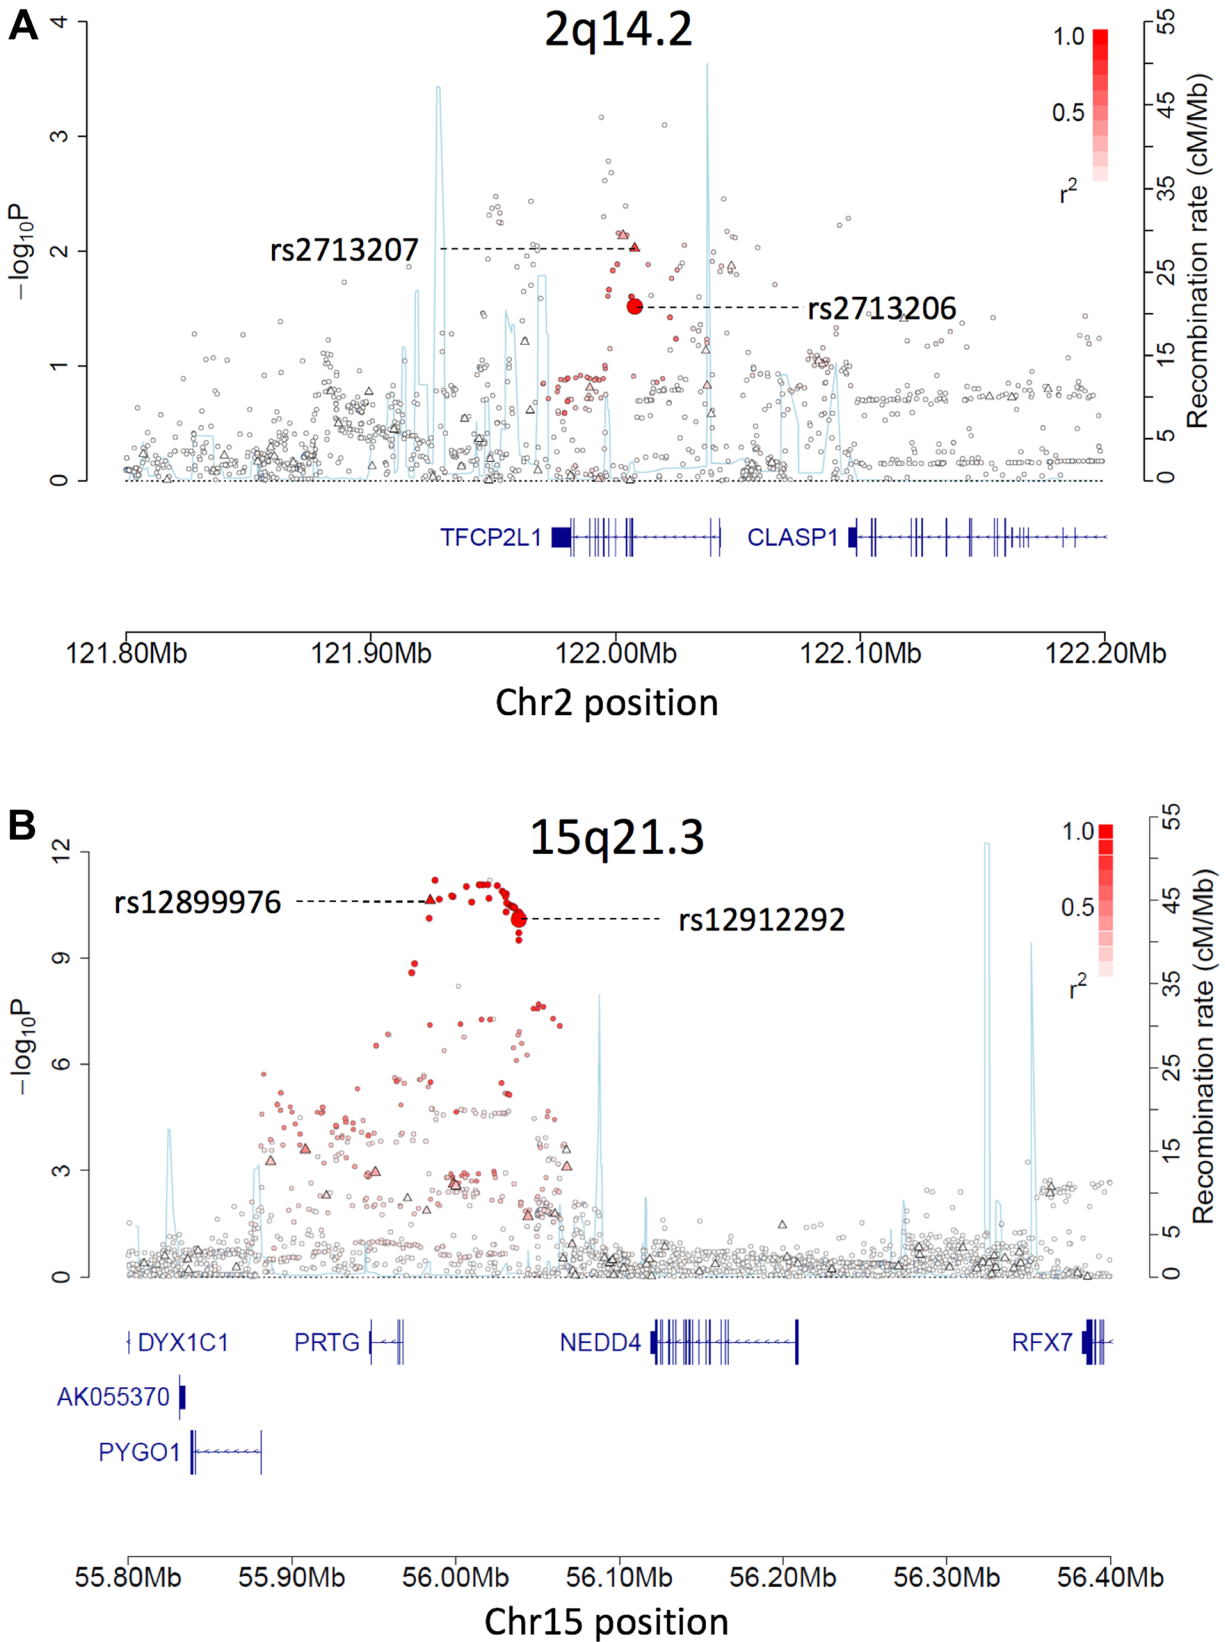 A
2q14.2
4
3
2
1
0
−log10P
1.0
0.5
r2
55
45
35
25
15
5
0
Recombination rate (cM/Mb)
rs2713207
rs2713206
TFCP2L1
CLASP1
121.80Mb 121.90Mb 122.00Mb 122.10Mb 122.20Mb
Chr2 position
B
15q21.3
12
9
6
3
0
−log10P
1.0
0.5
r2
55
45
35
25
15
5
0
Recombination rate (cM/Mb)
rs12899976
rs12912292
DYX1C1 PRTG NEDD4 RFX7
AK055370
PYGO1
55.80Mb 55.90Mb 56.00Mb 56.10Mb 56.20Mb 56.30Mb 56.40Mb
Chr15 position